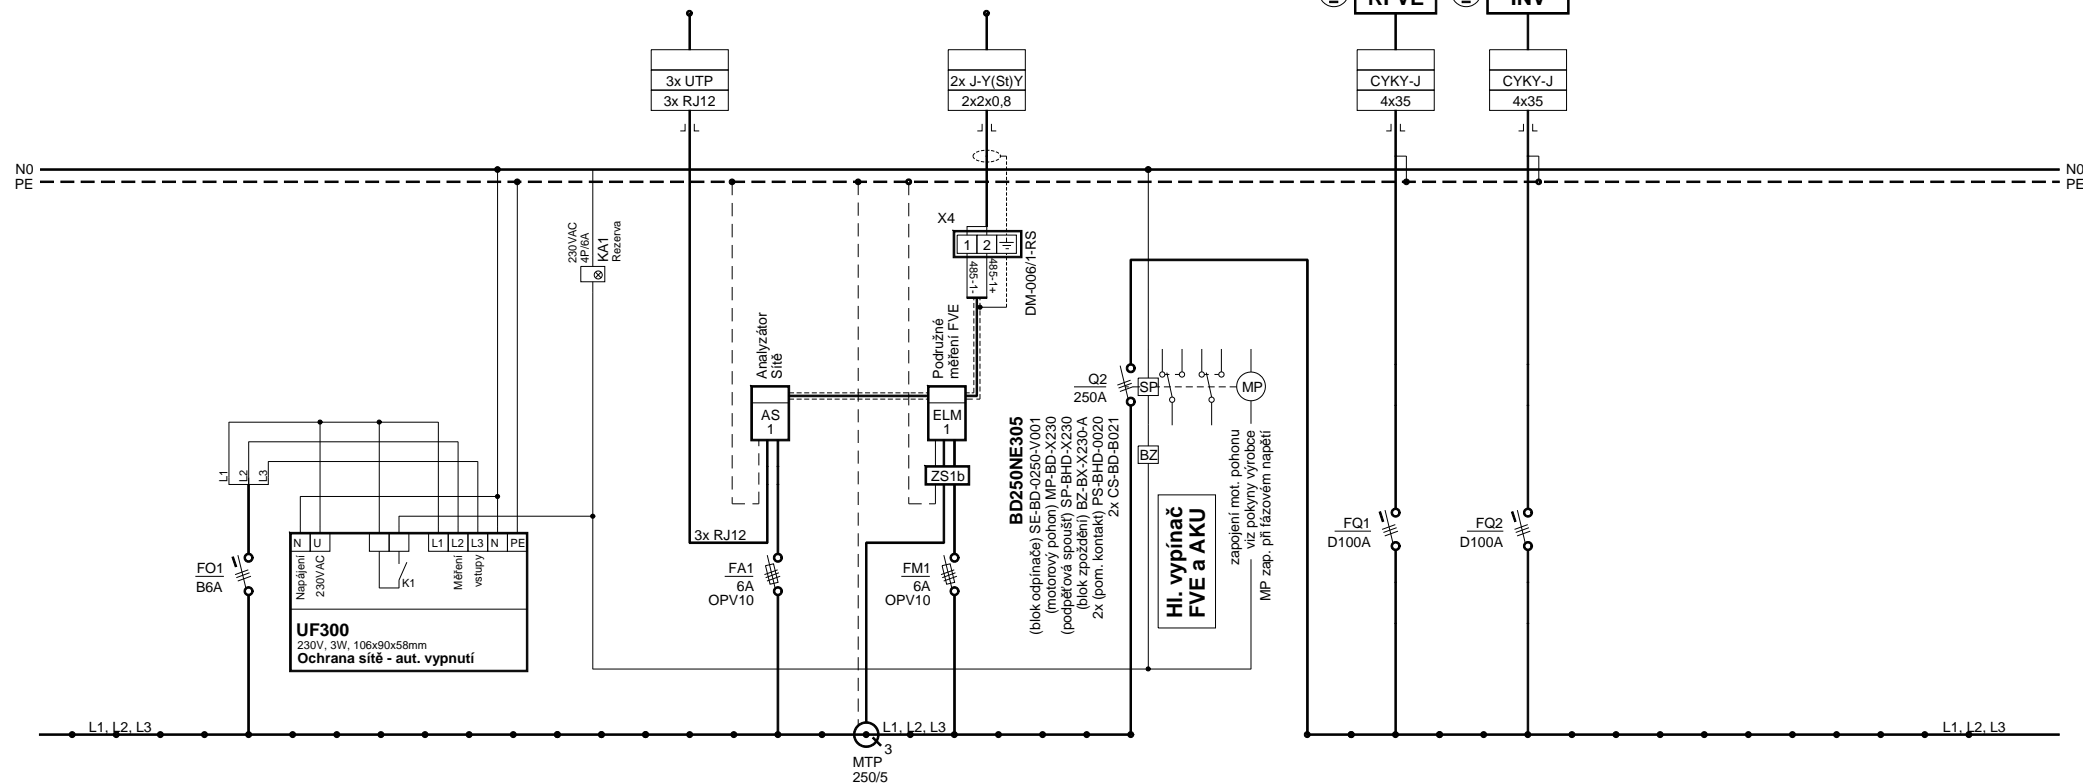 RFVE
INV
3x UTP
3x RJ12
2x J-Y(St)Y
2x2x0,8
CYKY-J
4x35
CYKY-J
4x35
N0
PE
N0
PE
230VAC
4P/6A
KA1
Rezerva
X4
1 2
485-1-
485-1+
DM-006/1-RS
Analyzátor
Sítě
Podružné
měření FVE
AS
1
ELM
1
ZS1b
Q2
250A
SP
MP
BZ
BD250NE305
(blok odpínače) SE-BD-0250-V001
(motorový pohon) MP-BD-X230
(podpěťová spoušť) SP-BHD-X230
(blok zpoždění) BZ-BX-X230-A
2x (pom. kontakt) PS-BHD-0020
2x CS-BD-B021
Hl. vypínač
FVE a AKU
zapojení mot. pohonu
viz pokyny výrobce
MP zap. při fázovém napětí
L1
L2
L3
FO1
B6A
N U L1 L2 L3 N PE
Napájení
230VAC
K1
Měření
vstupy
UF300
230V, 3W, 106x90x58mm
Ochrana sítě - aut. vypnutí
3x RJ12
FA1
6A
OPV10
FM1
6A
OPV10
FQ1
D100A
FQ2
D100A
L1, L2, L3
L1, L2, L3
L1, L2, L3
3
MTP
250/5